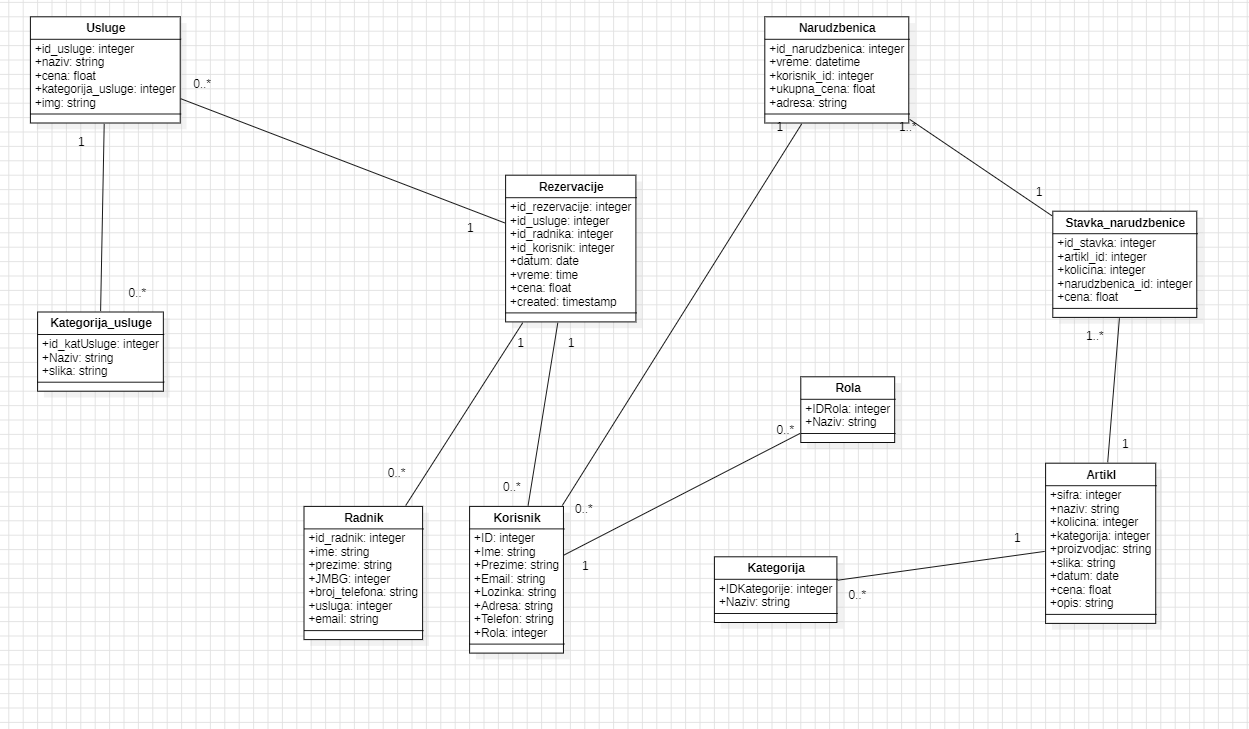 Usluge
+id_usluge: integer
+naziv: string
+cena: float
+kategorija_usluge: integer
+img: string
0..*
1
0..*
Kategorija_usluge
+id_katUsluge: integer
+Naziv: string
+slika: string
Rezervacije
+id_rezervacije: integer
+id_usluge: integer
+id_radnika: integer
+id_korisnik: integer
+datum: date
+vreme: time
+cena: float
+created: timestamp
1
1
1
0..*
0..*
Radnik
+id_radnik: integer
+ime: string
+prezime: string
+JMBG: integer
+broj_telefona: string
+usluga: integer
+email: string
Korisnik
+ID: integer
+Ime: string
+Prezime: string
+Email: string
+Lozinka: string
+Adresa: string
+Telefon: string
+Rola: integer
0..*
1
Narudzbenica
+id_narudzbenica: integer
+vreme: datetime
+korisnik_id: integer
+ukupna_cena: float
+adresa: string
1
1..*
1
Stavka_narudzbenice
+id_stavka: integer
+artikl_id: integer
+kolicina: integer
+narudzbenica_id: integer
+cena: float
1..*
1
Rola
+IDRola: integer
+Naziv: string
0..*
Artikl
+sifra: integer
+naziv: string
+kolicina: integer
+kategorija: integer
+proizvodjac: string
+slika: string
+datum: date
+cena: float
+opis: string
1
0..*
Kategorija
+IDKategorije: integer
+Naziv: string